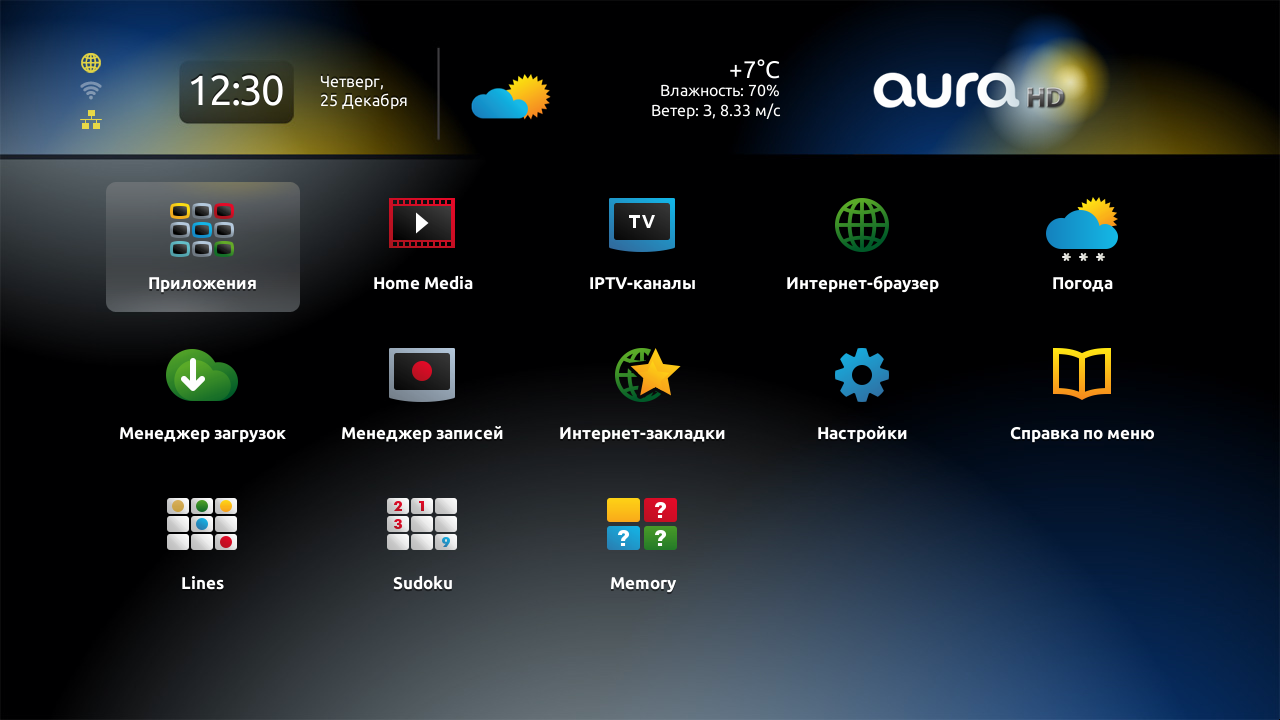 12:30
Четверг,
25 Декабря
+7°C
Влажность: 70%
Ветер: З, 8.33 м/с
aura HD
TV
Приложения
Home Media
IPTV-каналы
Интернет-браузер
Погода
Менеджер загрузок
Менеджер записей
Интернет-закладки
Настройки
Справка по меню
2 1
3
9
?
? ?
Lines
Sudoku
Memory